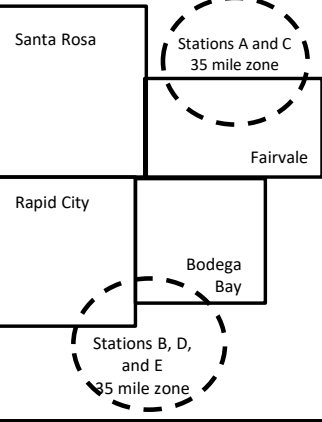 Santa Rosa
Stations A and C
35 mile zone
Fairvale
Rapid City
Bodega
Bay
Stations B, D,
and E
35 mile zone